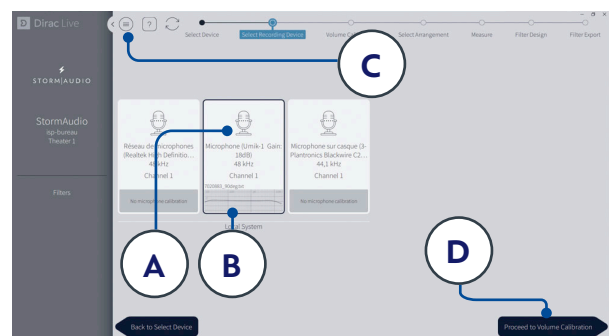 Dirac Live
?
Select Device
Select Recording Device
Volume C
Select Arrangement
Measure
Filter Design
Filter Export
C
STORMAUDIO
StormAudio
isp-bureau
Theater 1
Filters
Réseau de microphones
(Realtek High Definitio...
48 kHz
Channel 1
No microphone calibration
Microphone (Umik-1 Gain:
18dB)
48 kHz
Channel 1
Microphone sur casque (3-
Plantronics Blackwire C2...
44,1 kHz
Channel 1
No microphone calibration
Local System
A
B
D
Back to Select Device
Proceed to Volume Calibration